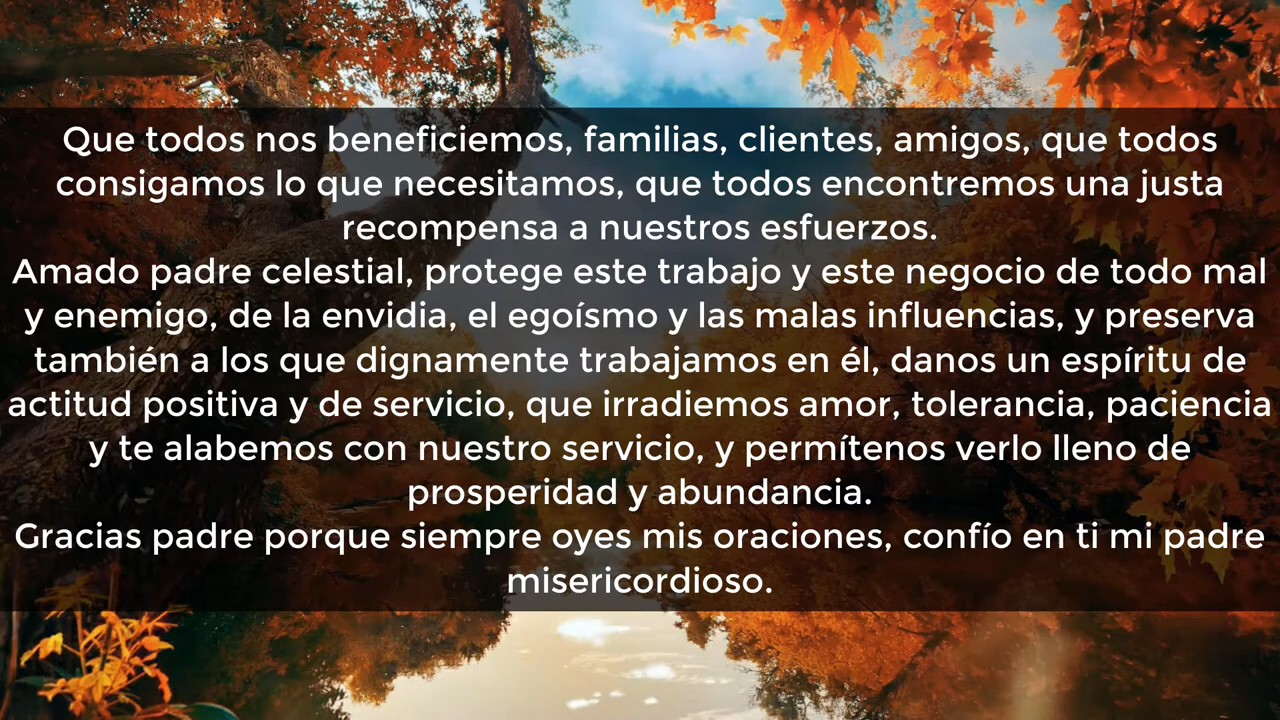 Que todos nos beneficiemos, familias, clientes, amigos, que todos
consigamos lo que necesitamos, que todos encontremos una justa
recompensa a nuestros esfuerzos.
Amado padre celestial, protege este trabajo y este negocio de todo mal
y enemigo, de la envidia, el egoísmo y las malas influencias, y preserva
también a los que dignamente trabajamos en él, danos un espíritu de
actitud positiva y de servicio, que irradiemos amor, tolerancia, paciencia
y te alabemos con nuestro servicio, y permítenos verlo lleno de
prosperidad y abundancia.
Gracias padre porque siempre oyes mis oraciones, confío en ti mi padre
misericordioso.